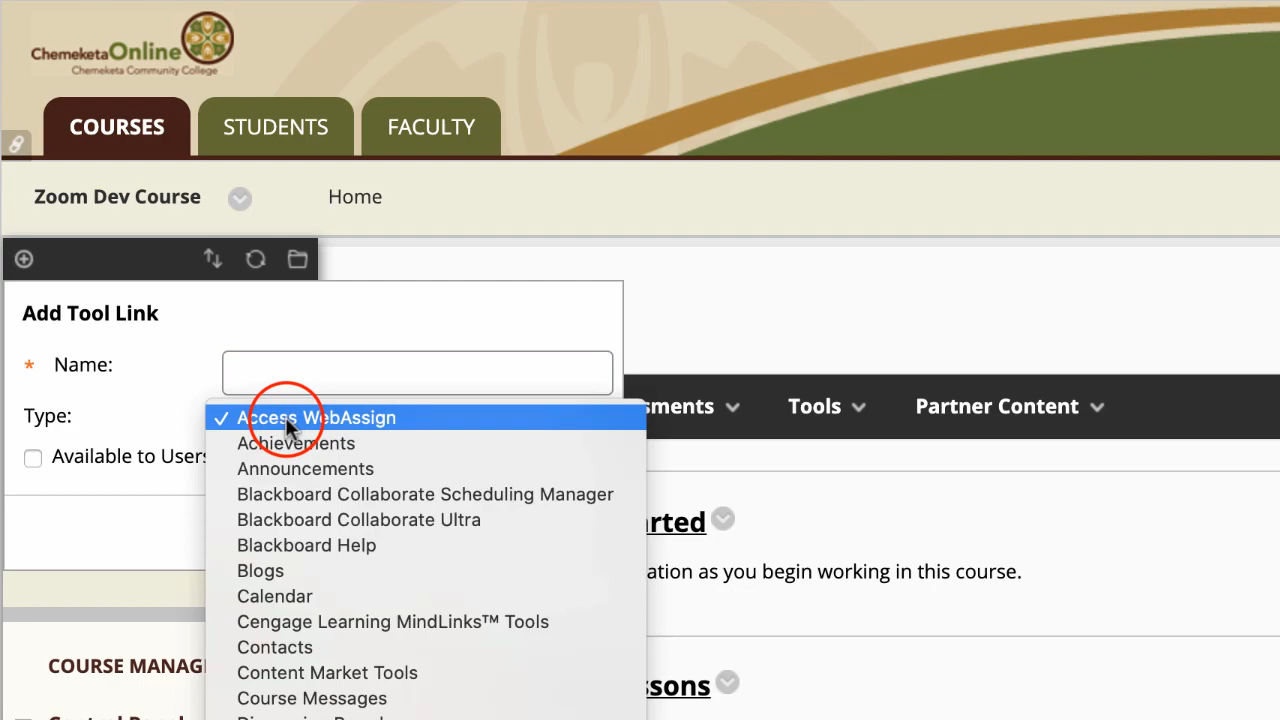 ChemeketaOnline
Chemeketa Community College
COURSES STUDENTS FACULTY
Zoom Dev Course Home
Add Tool Link
* Name:
Type:
Available to Users
✓ Access WebAssign
Achievements
Announcements
Blackboard Collaborate Scheduling Manager
Blackboard Collaborate Ultra
Blackboard Help
Blogs
Calendar
Cengage Learning MindLinks™ Tools
Contacts
Content Market Tools
Course Messages
sments Tools Partner Content
arted
ation as you begin working in this course.
ssons
COURSE MANAG